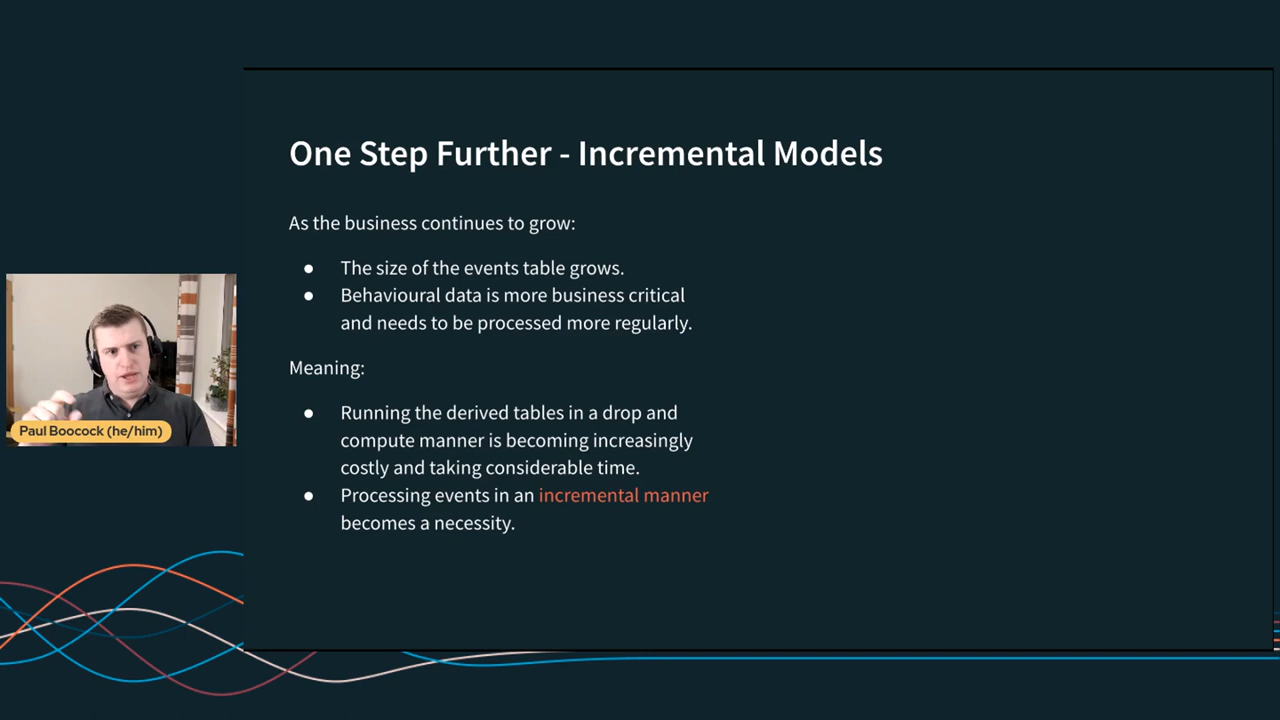 One Step Further - Incremental Models
As the business continues to grow:
● The size of the events table grows.
● Behavioural data is more business critical
and needs to be processed more regularly.
Meaning:
● Running the derived tables in a drop and
compute manner is becoming increasingly
costly and taking considerable time.
● Processing events in an incremental manner
becomes a necessity.
Paul Boocock (he/him)